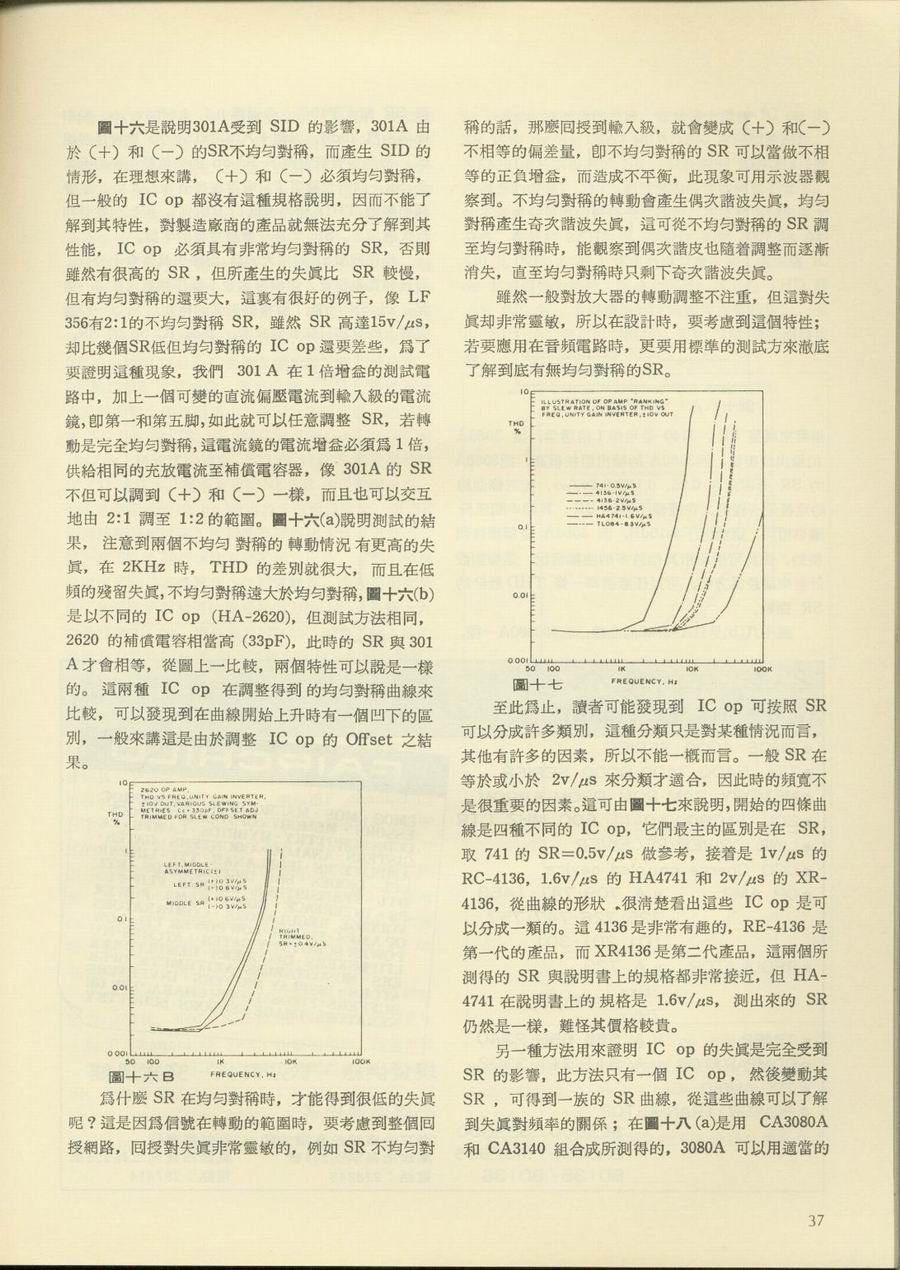 圖十六是說明301A受到 SID 的影響，301A 由
於（+）和（−）的SR不均勻對稱，而產生 SID 的
情形，在理想來講，（+）和（−）必須均勻對稱，
但一般的 IC op 都沒有這種規格說明，因而不能了
解到其特性，對製造廠商的產品就無法充分了解到其
性能， IC op 必須具有非常均勻對稱的 SR，否則
雖然有很高的 SR ，但所產生的失眞比 SR 較慢，
但有均勻對稱的還要大，這裏有很好的例子，像 LF
356有2:1的不均勻對稱 SR，雖然 SR 高達15v/μs，
却比幾個SR低但均勻對稱的 IC op 還要差些，爲了
要證明這種現象，我們 301 A 在 1 倍增益的測試電
路中，加上一個可變的直流偏壓電流到輸入級的電流
鏡，卽第一和第五脚，如此就可以任意調整 SR，若轉
動是完全均勻對稱，這電流鏡的電流增益必須爲 1 倍，
供給相同的充放電流至補償電容器，像 301A 的 SR
不但可以調到（+）和（−）一樣，而且也可以交互
地由 2:1 調至 1:2 的範圍。圖十六(a)說明測試的結
果， 注意到兩個不均勻 對稱的 轉動情況 有更高的失
眞，在 2KHz 時， THD 的差別就很大， 而且在低
頻的殘留失眞，不均勻對稱遠大於均勻對稱，圖十六(b)
是以不同的 IC op (HA-2620)，但測試方法相同，
2620 的補償電容相當高 (33pF)，此時的 SR 與 301
A 才會相等，從圖上一比較，兩個特性可以說是一樣
的。 這兩種 IC op 在調整得到 的均勻對稱曲線來
比較，可以發現到在曲線開始上升時有一個凹下的區
別，一般來講這是由於調整 IC op 的 Offset 之結
果。
10
2620 OP AMP,
THD VS FREQ, UNITY GAIN INVERTER,
±10V OUT, VARIOUS SLEWING SYM-
METRIES Cc=330pF, OFFSET ADJ
TRIMMED FOR SLEW COND SHOWN
THD
%
1
LEFT, MIDDLE-
ASYMMETRIC(±)
LEFT SR (+)0.3V/μS
(-)0.6V/μS
MIDDLE SR (+)0.6V/μS
(-)0.3V/μS
0.1
RIGHT
TRIMMED,
SR=±0.4V/μS
0.01
0.001
50 100 1K 10K 100K
圖十六B FREQUENCY, Hz
爲什麼 SR 在均勻對稱時，才能得到很低的失眞
呢？這是因爲信號在轉動的範圍時，要考慮到整個囘
授網路，囘授對失眞非常靈敏的，例如 SR 不均勻對
稱的話，那麼囘授到輸入級，就會變成（+）和(−)
不相等的偏差量，卽不均勻對稱的 SR 可以當做不相
等的正負增益，而造成不平衡，此現象可用示波器觀
察到。不均勻對稱的轉動會產生偶次諧波失眞，均勻
對稱產生奇次諧波失眞，這可從不均勻對稱的 SR 調
至均勻對稱時，能觀察到偶次諧皮也隨着調整而逐漸
消失，直至均勻對稱時只剩下奇次諧波失眞。
雖然一般對放大器的轉動調整不注重，但這對失
眞却非常靈敏，所以在設計時，要考慮到這個特性；
若要應用在音頻電路時，更要用標準的測試方來澈底
了解到底有無均勻對稱的SR。
10
ILLUSTRATION OF OP AMP "RANKING"
BY SLEW RATE, ON BASIS OF THD VS
FREQ, UNITY GAIN INVERTER, ±10V OUT
THD
%
1
741-0.5V/μS
4136-1V/μS
4136-2V/μS
1456-2.5V/μS
HA4741-1.6V/μS
TL084-8.3V/μS
0.1
0.01
0.001
50 100 1K 10K 100K
圖十七 FREQUENCY, Hz
至此爲止，讀者可能發現到 IC op 可按照 SR
可以分成許多類別，這種分類只是對某種情況而言，
其他有許多的因素，所以不能一概而言。一般 SR 在
等於或小於 2v/μs 來分類才適合，因此時的頻寬不
是很重要的因素。這可由圖十七來說明，開始的四條曲
線是四種不同的 IC op，它們最主的區別是在 SR，
取 741 的 SR=0.5v/μs 做參考，接着是 1v/μs 的
RC-4136，1.6v/μs 的 HA4741 和 2v/μs 的 XR-
4136，從曲線的形狀 ，很清楚看出這些 IC op 是可
以分成一類的。這 4136 是非常有趣的，RE-4136 是
第一代的產品，而 XR4136 是第二代產品，這兩個所
測得的 SR 與說明書上的規格都非常接近，但 HA-
4741 在說明書上的 規格是 1.6v/μs， 測出來的 SR
仍然是一樣，難怪其價格較貴。
另一種方法用來證明 IC op 的失眞是完全受到
SR 的影響，此方法只有一個 IC op ，然後變動其
SR ，可得到一族的 SR 曲線，從這些曲線可以了解
到失眞對頻率的關係；在圖十八 (a)是用 CA3080A
和 CA3140 組合成所測得的，3080A 可以用適當的
37